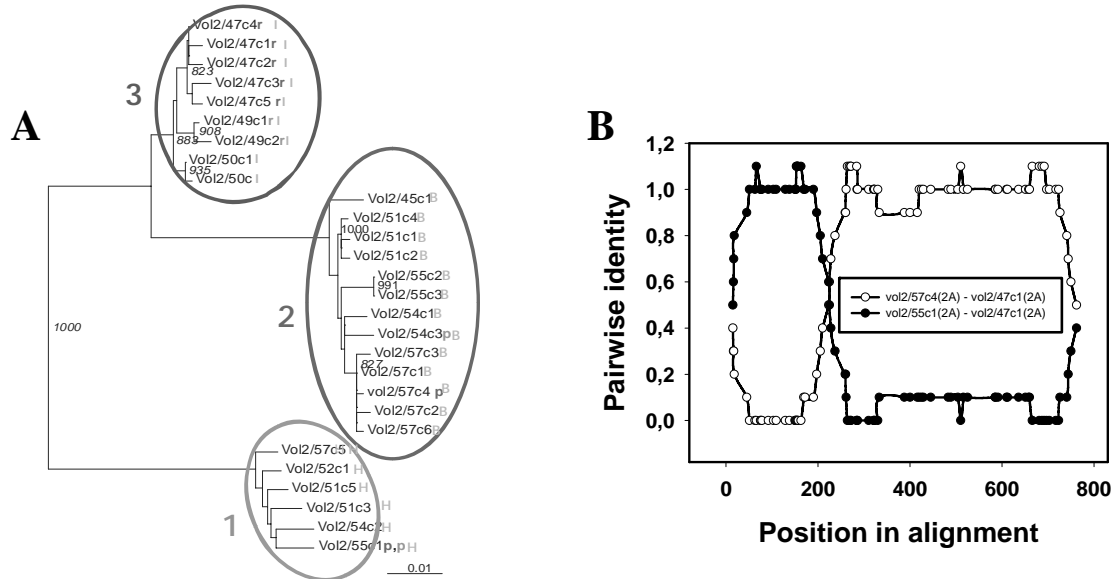 A
3
Vol2/47c4r I
Vol2/47c1r I
Vol2/47c2r I
823
Vol2/47c3r I
Vol2/47c5 r I
Vol2/49c1r I
908
883
Vol2/49c2r I
Vol2/50c1 I
935
Vol2/50c I
2
Vol2/45c1 B
Vol2/51c4 B
1000
Vol2/51c1 B
Vol2/51c2 B
Vol2/55c2 B
991
Vol2/55c3 B
Vol2/54c1 B
Vol2/54c3p B
Vol2/57c3 B
827
Vol2/57c1 B
vol2/57c4 p B
Vol2/57c2 B
Vol2/57c6 B
1000
1
Vol2/57c5 H
Vol2/52c1 H
Vol2/51c5 H
Vol2/51c3 H
Vol2/54c2 H
Vol2/55c1p,p H
0.01
B
Pairwise identity
1,2
1,0
0,8
0,6
0,4
0,2
0,0
vol2/57c4(2A) - vol2/47c1(2A)
vol2/55c1(2A) - vol2/47c1(2A)
0 200 400 600 800
Position in alignment